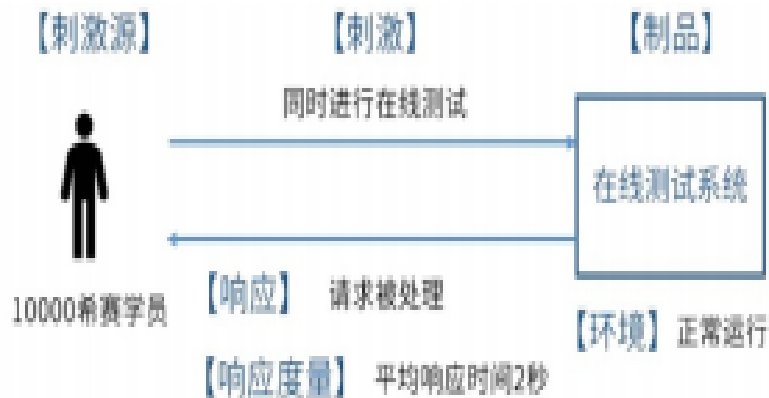 【刺激源】 【刺激】 【制品】
同时进行在线测试
在线测试系统
10000希赛学员
【响应】 请求被处理
【环境】 正常运行
【响应度量】 平均响应时间2秒